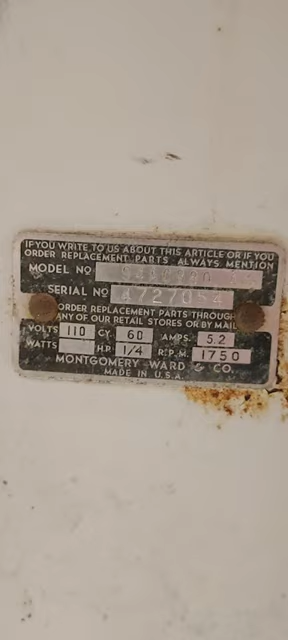 IF YOU WRITE TO US ABOUT THIS ARTICLE OR IF YOU
ORDER REPLACEMENT PARTS ALWAYS MENTION
MODEL NO
SERIAL NO 4727054
ORDER REPLACEMENT PARTS THROUGH
ANY OF OUR RETAIL STORES OR BY MAIL
VOLTS 110 CY. 60 AMPS. 5.2
WATTS H.P. 1/4 R.P.M. 1750
MONTGOMERY WARD & CO.
MADE IN U.S.A.